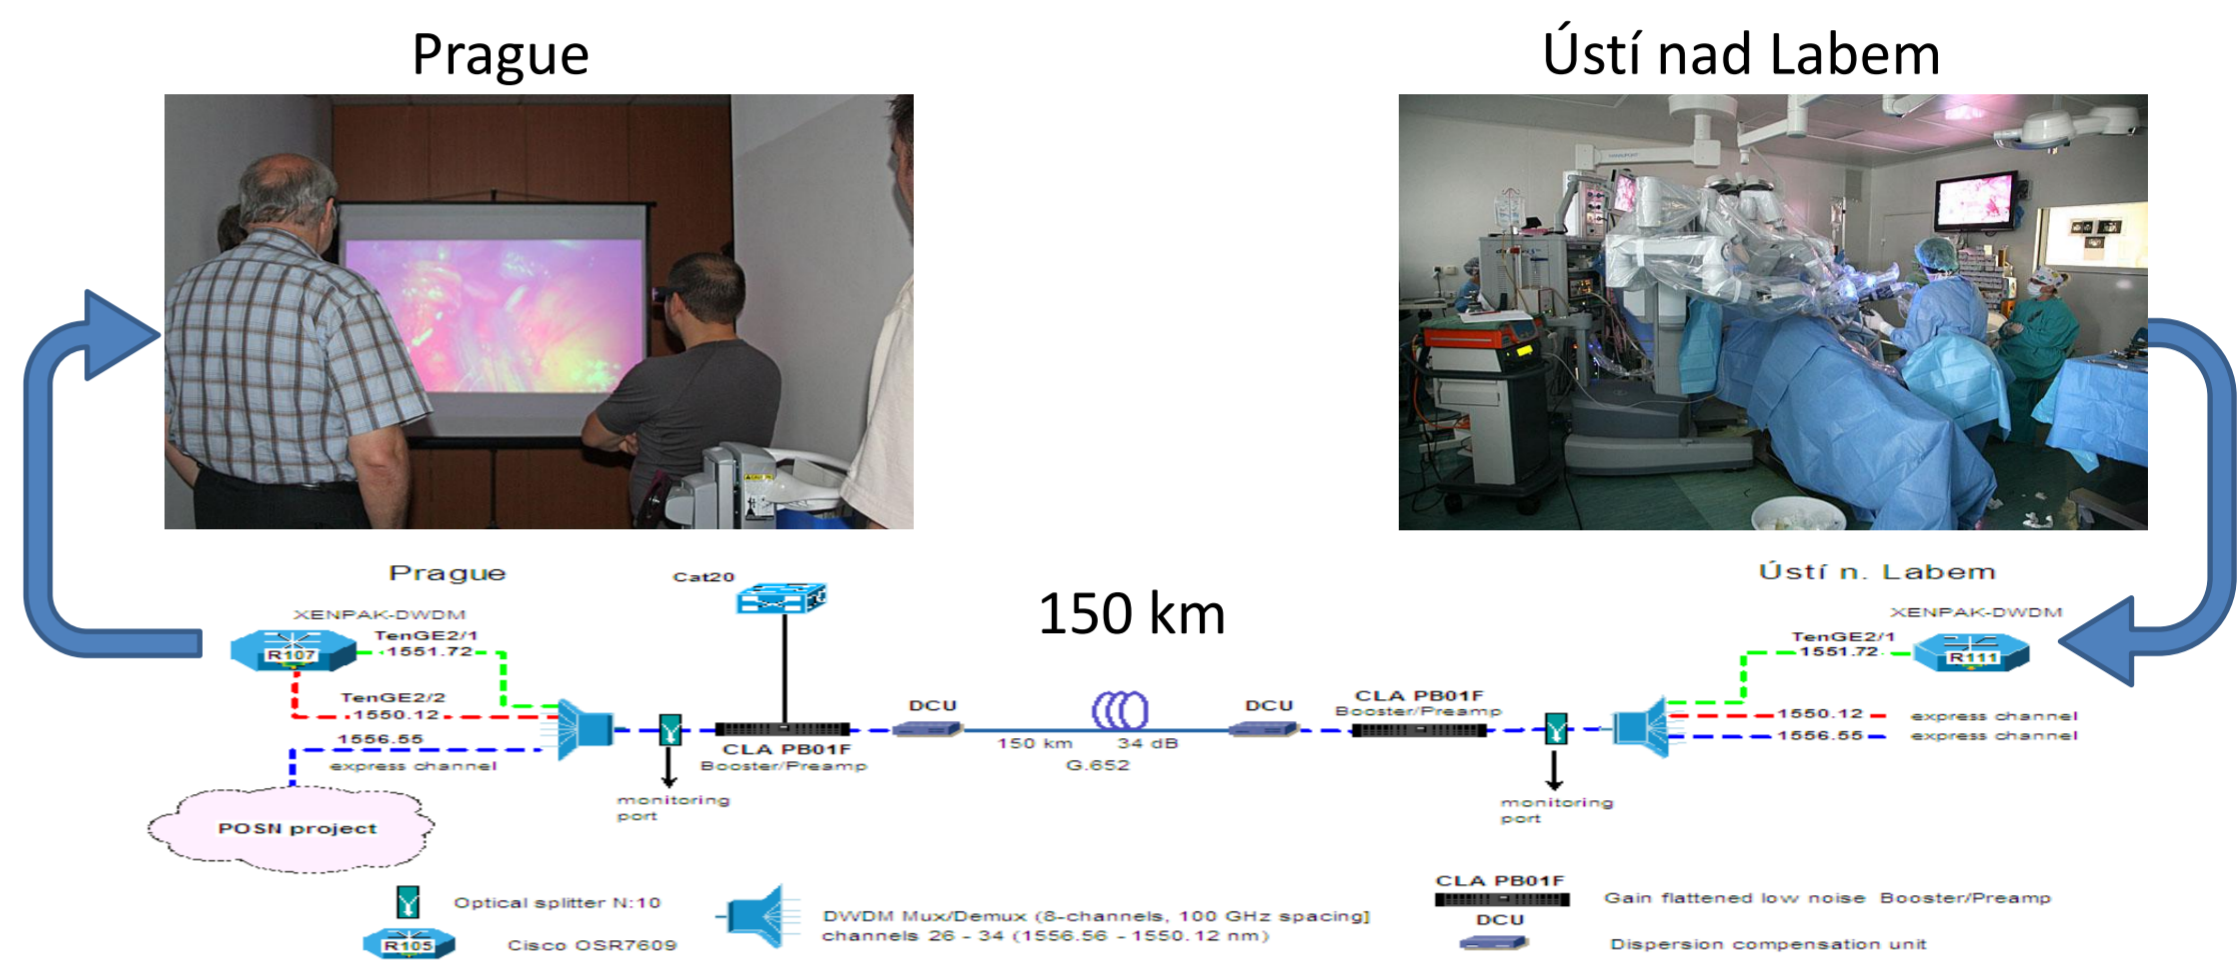 Prague
Ústí nad Labem
Prague
Cat20
150 km
Ústí n. Labem
XENPAK-DWDM
TenGE2/1
1551.72
R107
TenGE2/2
1550.12
1556.55
express channel
POSN project
monitoring
port
CLA PB01F
Booster/Preamp
DCU
150 km 34 dB
G.652
DCU
CLA PB01F
Booster/Preamp
monitoring
port
XENPAK-DWDM
TenGE2/1
1551.72
R111
1550.12 express channel
1556.55 express channel
Optical splitter N:10
R105 Cisco OSR7609
DWDM Mux/Demux (8-channels, 100 GHz spacing]
channels 26 - 34 (1556.56 - 1550.12 nm)
CLA PB01F
Gain flattened low noise Booster/Preamp
DCU
Dispersion compensation unit